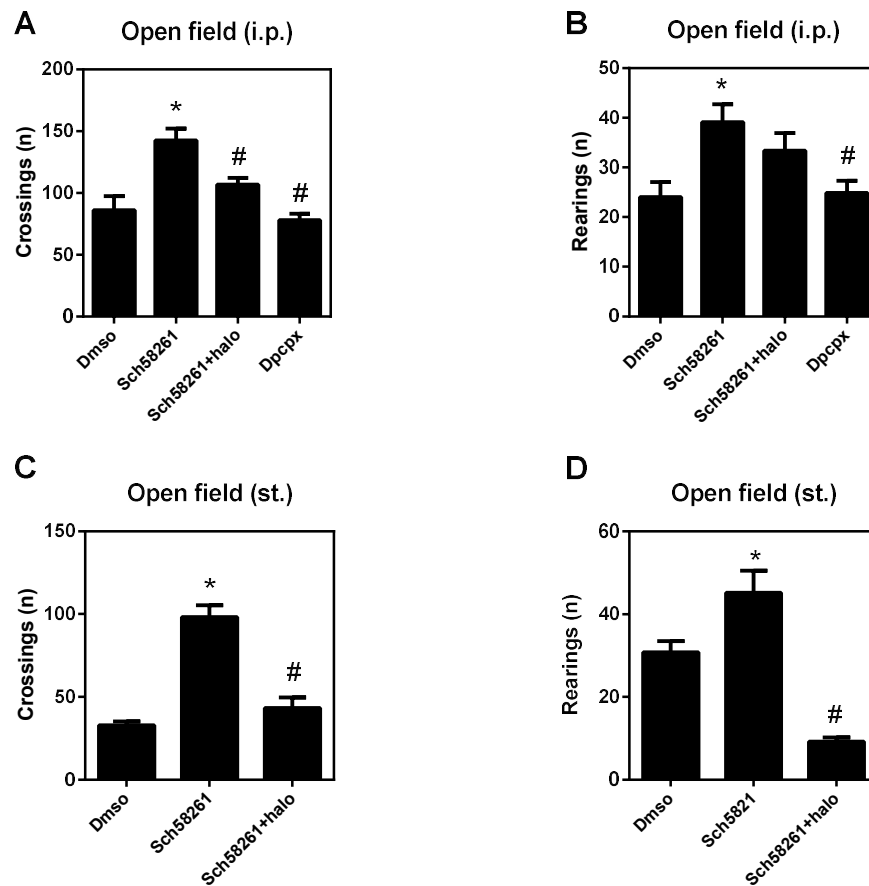 A
Open field (i.p.)
Crossings (n)
200
150
100
50
0
*
#
#
Dmso
Sch58261
Sch58261+halo
Dpcpx
B
Open field (i.p.)
Rearings (n)
50
40
30
20
10
0
*
#
Dmso
Sch58261
Sch58261+halo
Dpcpx
C
Open field (st.)
Crossings (n)
150
100
50
0
*
#
Dmso
Sch58261
Sch58261+halo
D
Open field (st.)
Rearings (n)
60
40
20
0
*
#
Dmso
Sch5821
Sch58261+halo